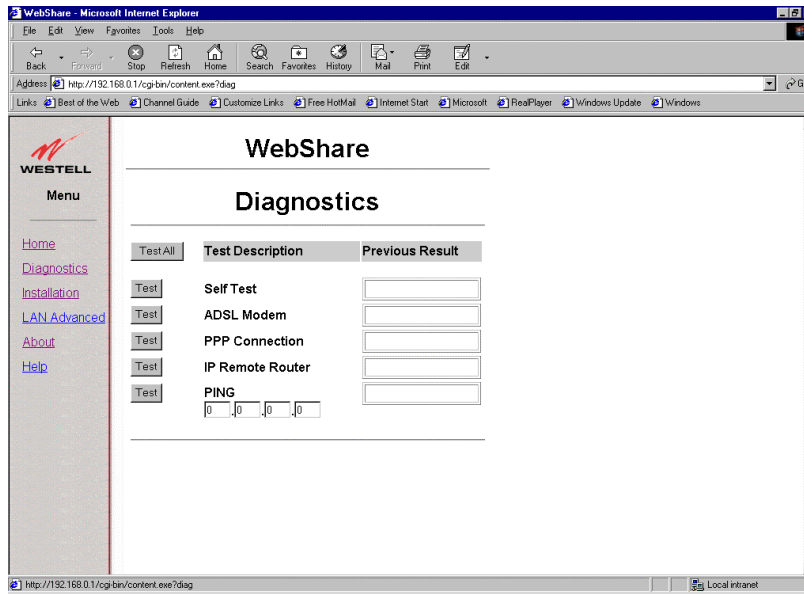 WebShare - Microsoft Internet Explorer
File Edit View Favorites Tools Help
Back Forward Stop Refresh Home Search Favorites History Mail Print Edit
Address http://192.168.0.1/cgi-bin/content.exe?diag G
Links Best of the Web Channel Guide Customize Links Free HotMail Internet Start Microsoft RealPlayer Windows Update Windows
WESTELL
Menu
Home
Diagnostics
Installation
LAN Advanced
About
Help
WebShare
Diagnostics
Test All Test Description Previous Result
Test Self Test
Test ADSL Modem
Test PPP Connection
Test IP Remote Router
Test PING
0 . 0 . 0 . 0
http://192.168.0.1/cgi-bin/content.exe?diag Local intranet